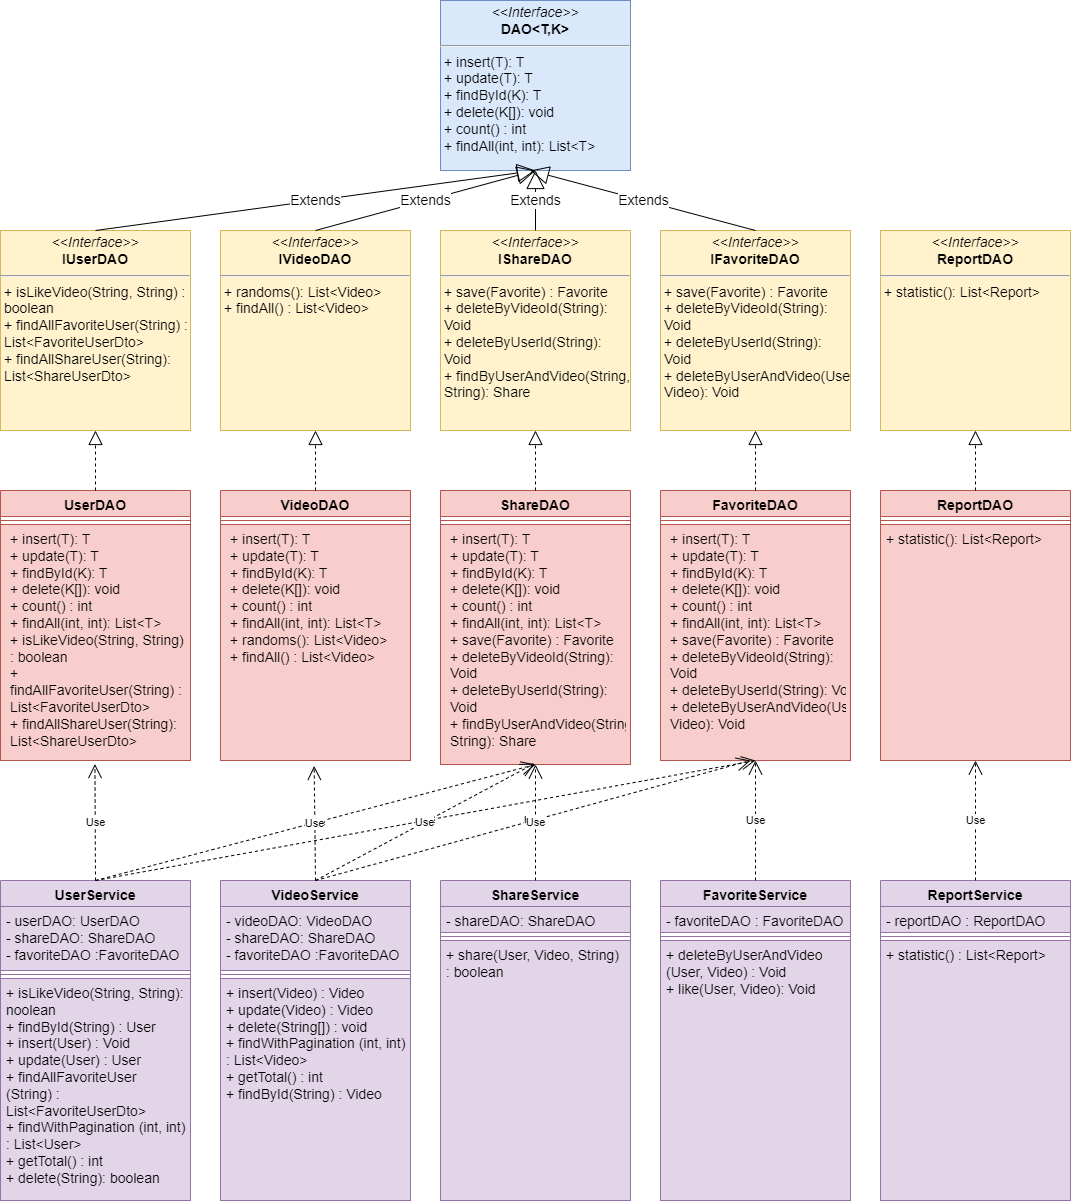 <<Interface>>
DAO<T,K>
+ insert(T): T
+ update(T): T
+ findById(K): T
+ delete(K[]): void
+ count() : int
+ findAll(int, int): List<T>
Extends
Extends
Extends
Extends
<<Interface>>
IUserDAO
+ isLikeVideo(String, String) :
boolean
+ findAllFavoriteUser(String) :
List<FavoriteUserDto>
+ findAllShareUser(String):
List<ShareUserDto>
<<Interface>>
IVideoDAO
+ randoms(): List<Video>
+ findAll() : List<Video>
<<Interface>>
IShareDAO
+ save(Favorite) : Favorite
+ deleteByVideoId(String):
Void
+ deleteByUserId(String):
Void
+ findByUserAndVideo(String,
String): Share
<<Interface>>
IFavoriteDAO
+ save(Favorite) : Favorite
+ deleteByVideoId(String):
Void
+ deleteByUserId(String):
Void
+ deleteByUserAndVideo(Use
Video): Void
<<Interface>>
ReportDAO
+ statistic(): List<Report>
UserDAO
+ insert(T): T
+ update(T): T
+ findById(K): T
+ delete(K[]): void
+ count() : int
+ findAll(int, int): List<T>
+ isLikeVideo(String, String)
: boolean
+
findAllFavoriteUser(String) :
List<FavoriteUserDto>
+ findAllShareUser(String):
List<ShareUserDto>
VideoDAO
+ insert(T): T
+ update(T): T
+ findById(K): T
+ delete(K[]): void
+ count() : int
+ findAll(int, int): List<T>
+ randoms(): List<Video>
+ findAll() : List<Video>
ShareDAO
+ insert(T): T
+ update(T): T
+ findById(K): T
+ delete(K[]): void
+ count() : int
+ findAll(int, int): List<T>
+ save(Favorite) : Favorite
+ deleteByVideoId(String):
Void
+ deleteByUserId(String):
Void
+ findByUserAndVideo(String
String): Share
FavoriteDAO
+ insert(T): T
+ update(T): T
+ findById(K): T
+ delete(K[]): void
+ count() : int
+ findAll(int, int): List<T>
+ save(Favorite) : Favorite
+ deleteByVideoId(String):
Void
+ deleteByUserId(String): Vo
+ deleteByUserAndVideo(Us
Video): Void
ReportDAO
+ statistic(): List<Report>
Use
Use
Use
Use
Use
Use
UserService
- userDAO: UserDAO
- shareDAO: ShareDAO
- favoriteDAO :FavoriteDAO
+ isLikeVideo(String, String):
noolean
+ findById(String) : User
+ insert(User) : Void
+ update(User) : User
+ findAllFavoriteUser
(String) :
List<FavoriteUserDto>
+ findWithPagination (int, int)
: List<User>
+ getTotal() : int
+ delete(String): boolean
VideoService
- videoDAO: VideoDAO
- shareDAO: ShareDAO
- favoriteDAO :FavoriteDAO
+ insert(Video) : Video
+ update(Video) : Video
+ delete(String[]) : void
+ findWithPagination (int, int)
: List<Video>
+ getTotal() : int
+ findById(String) : Video
ShareService
- shareDAO: ShareDAO
+ share(User, Video, String)
: boolean
FavoriteService
- favoriteDAO : FavoriteDAO
+ deleteByUserAndVideo
(User, Video) : Void
+ like(User, Video): Void
ReportService
- reportDAO : ReportDAO
+ statistic() : List<Report>